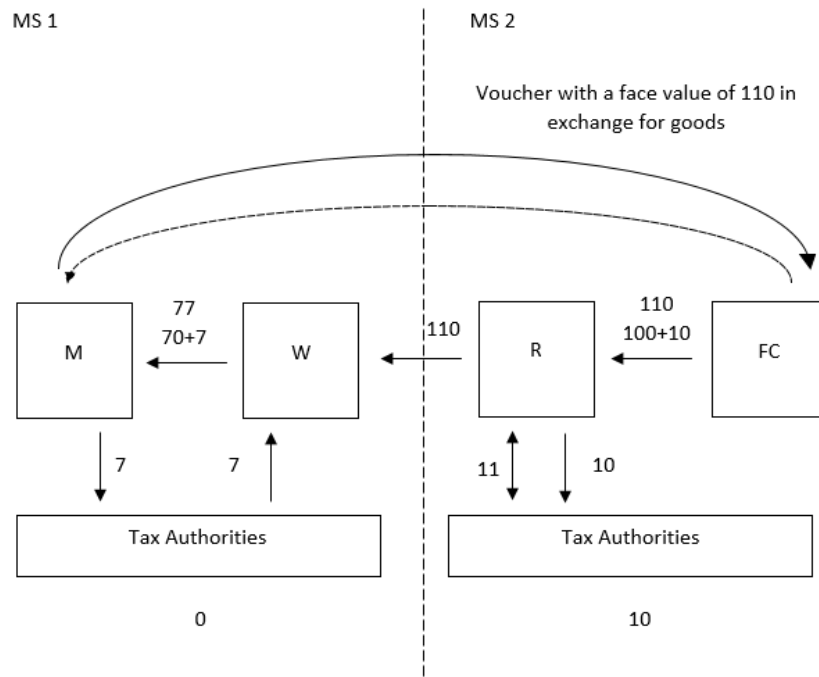 MS 1
MS 2
Voucher with a face value of 110 in
exchange for goods
77
70+7
110
110
100+10
M
W
R
FC
7
7
11
10
Tax Authorities
Tax Authorities
0
10